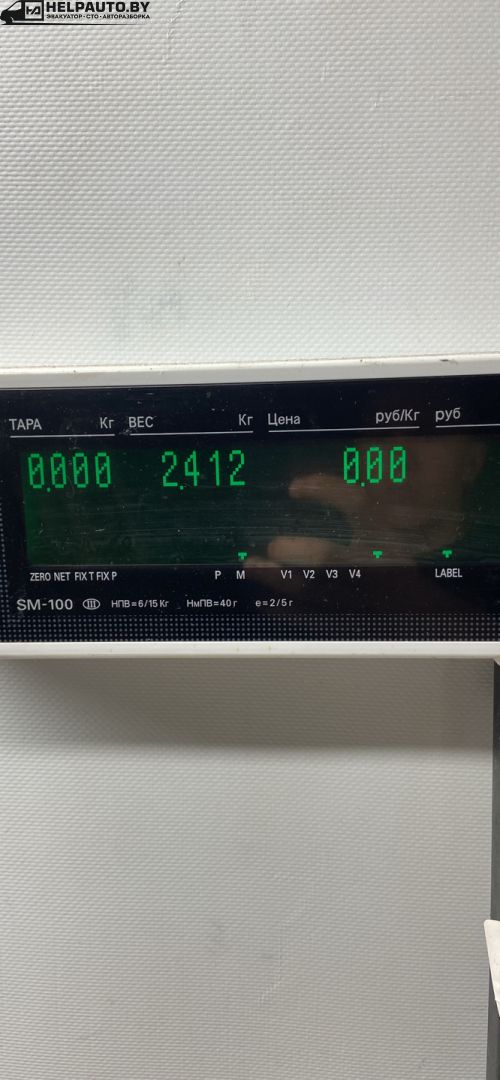 HELPAUTO.BY
ЭВАКУАТОР · СТО · АВТОРАЗБОРКА
ТАРА Кг ВЕС Кг Цена руб/Кг руб
0.000 2.412 0.00
ZERO NET FIX T FIX P P M V1 V2 V3 V4 LABEL
SM-100 III НПВ=6/15 Кг НмПВ=40 г e=2/5 г